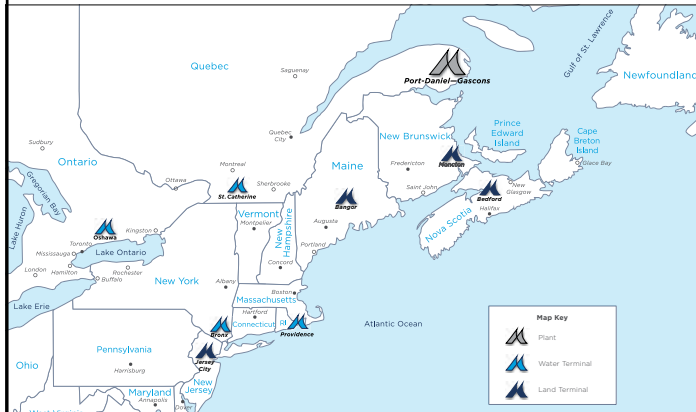 Gulf of St. Lawrence
Quebec
Saguenay
Newfoundland
Port-Daniel—Gascons
Quebec
City
New Brunswick
Prince
Edward
Island
Cape
Breton
Island
Sudbury
Ontario
Montreal
Maine
Fredericton
Moncton
Glace Bay
Ottawa
Sherbrooke
St. Catherine
Saint John
Bedford
New
Glasgow
Halifax
Gregorian Bay
Lake Huron
Bangor
Vermont
Montpelier
New
Hampshire
Augusta
Nova Scotia
Oshawa
Kingston
Toronto
Mississauga
Lake Ontario
Portland
London
Hamilton
Rochester
Buffalo
Concord
New York
Albany
Boston
Massachusetts
Lake Erie
Hartford
Connecticut
RI
Bronx
Providence
Atlantic Ocean
Map Key
Plant
Water Terminal
Land Terminal
Ohio
Pennsylvania
Harrisburg
Jersey
City
New
Jersey
Maryland
Annapolis
Dover
West Virginia